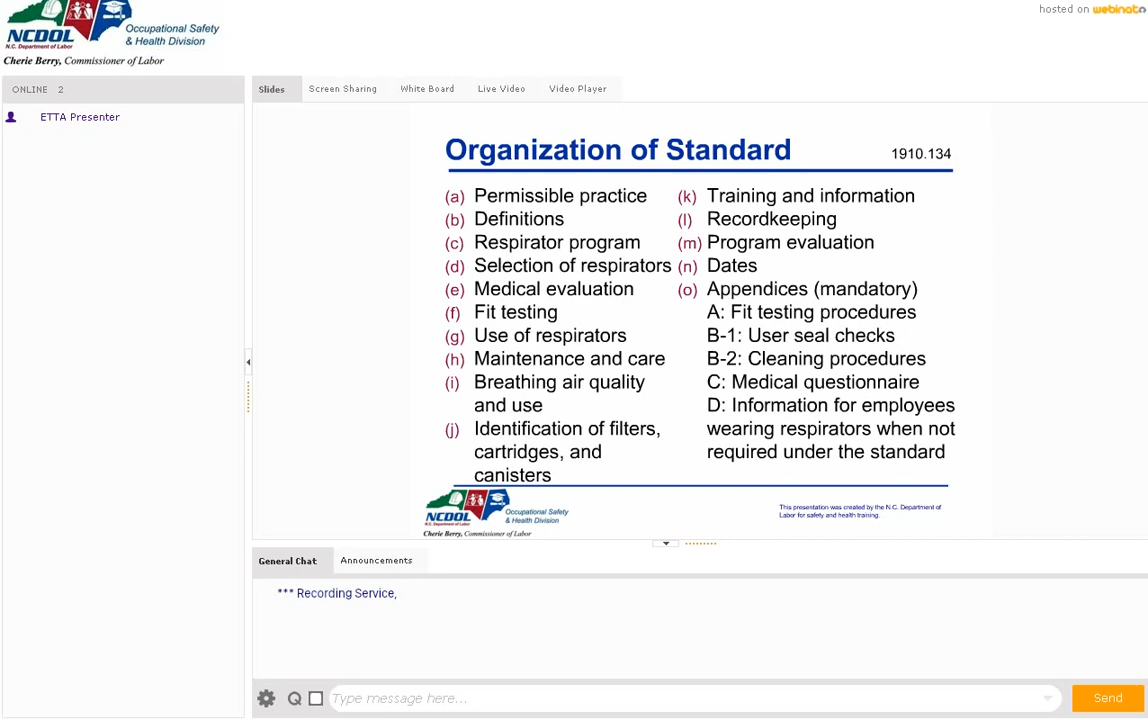 hosted on webinato
NCDOL
N.C. Department of Labor
Occupational Safety
& Health Division
Cherie Berry, Commissioner of Labor
ONLINE 2
ETTA Presenter
Slides Screen Sharing White Board Live Video Video Player
Organization of Standard 1910.134
(a) Permissible practice
(b) Definitions
(c) Respirator program
(d) Selection of respirators
(e) Medical evaluation
(f) Fit testing
(g) Use of respirators
(h) Maintenance and care
(i) Breathing air quality
and use
(j) Identification of filters,
cartridges, and
canisters
(k) Training and information
(l) Recordkeeping
(m) Program evaluation
(n) Dates
(o) Appendices (mandatory)
A: Fit testing procedures
B-1: User seal checks
B-2: Cleaning procedures
C: Medical questionnaire
D: Information for employees
wearing respirators when not
required under the standard
NCDOL
N.C. Department of Labor
Occupational Safety
& Health Division
Cherie Berry, Commissioner of Labor
This presentation was created by the N.C. Department of
Labor for safety and health training.
General Chat Announcements
*** Recording Service,
Q Type message here... Send